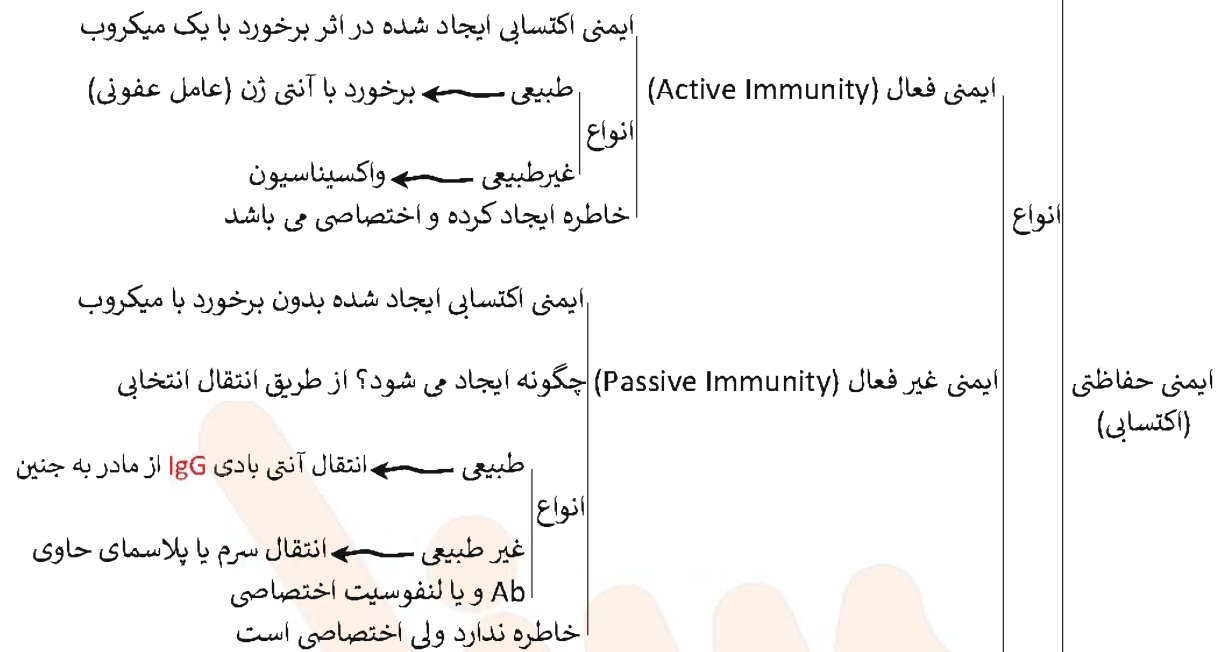 ایمنی حفاظتی
(اکتسابی)
انواع
ایمنی فعال (Active Immunity)
ایمنی اکتسابی ایجاد شده در اثر برخورد با یک میکروب
انواع
طبیعی برخورد با آنتی ژن (عامل عفونی)
غیرطبیعی واکسیناسیون
خاطره ایجاد کرده و اختصاصی می باشد
ایمنی غیر فعال (Passive Immunity)
ایمنی اکتسابی ایجاد شده بدون برخورد با میکروب
چگونه ایجاد می شود؟ از طریق انتقال انتخابی
انواع
طبیعی انتقال آنتی بادی IgG از مادر به جنین
غیر طبیعی انتقال سرم یا پلاسمای حاوی
Ab و یا لنفوسیت اختصاصی
خاطره ندارد ولی اختصاصی است